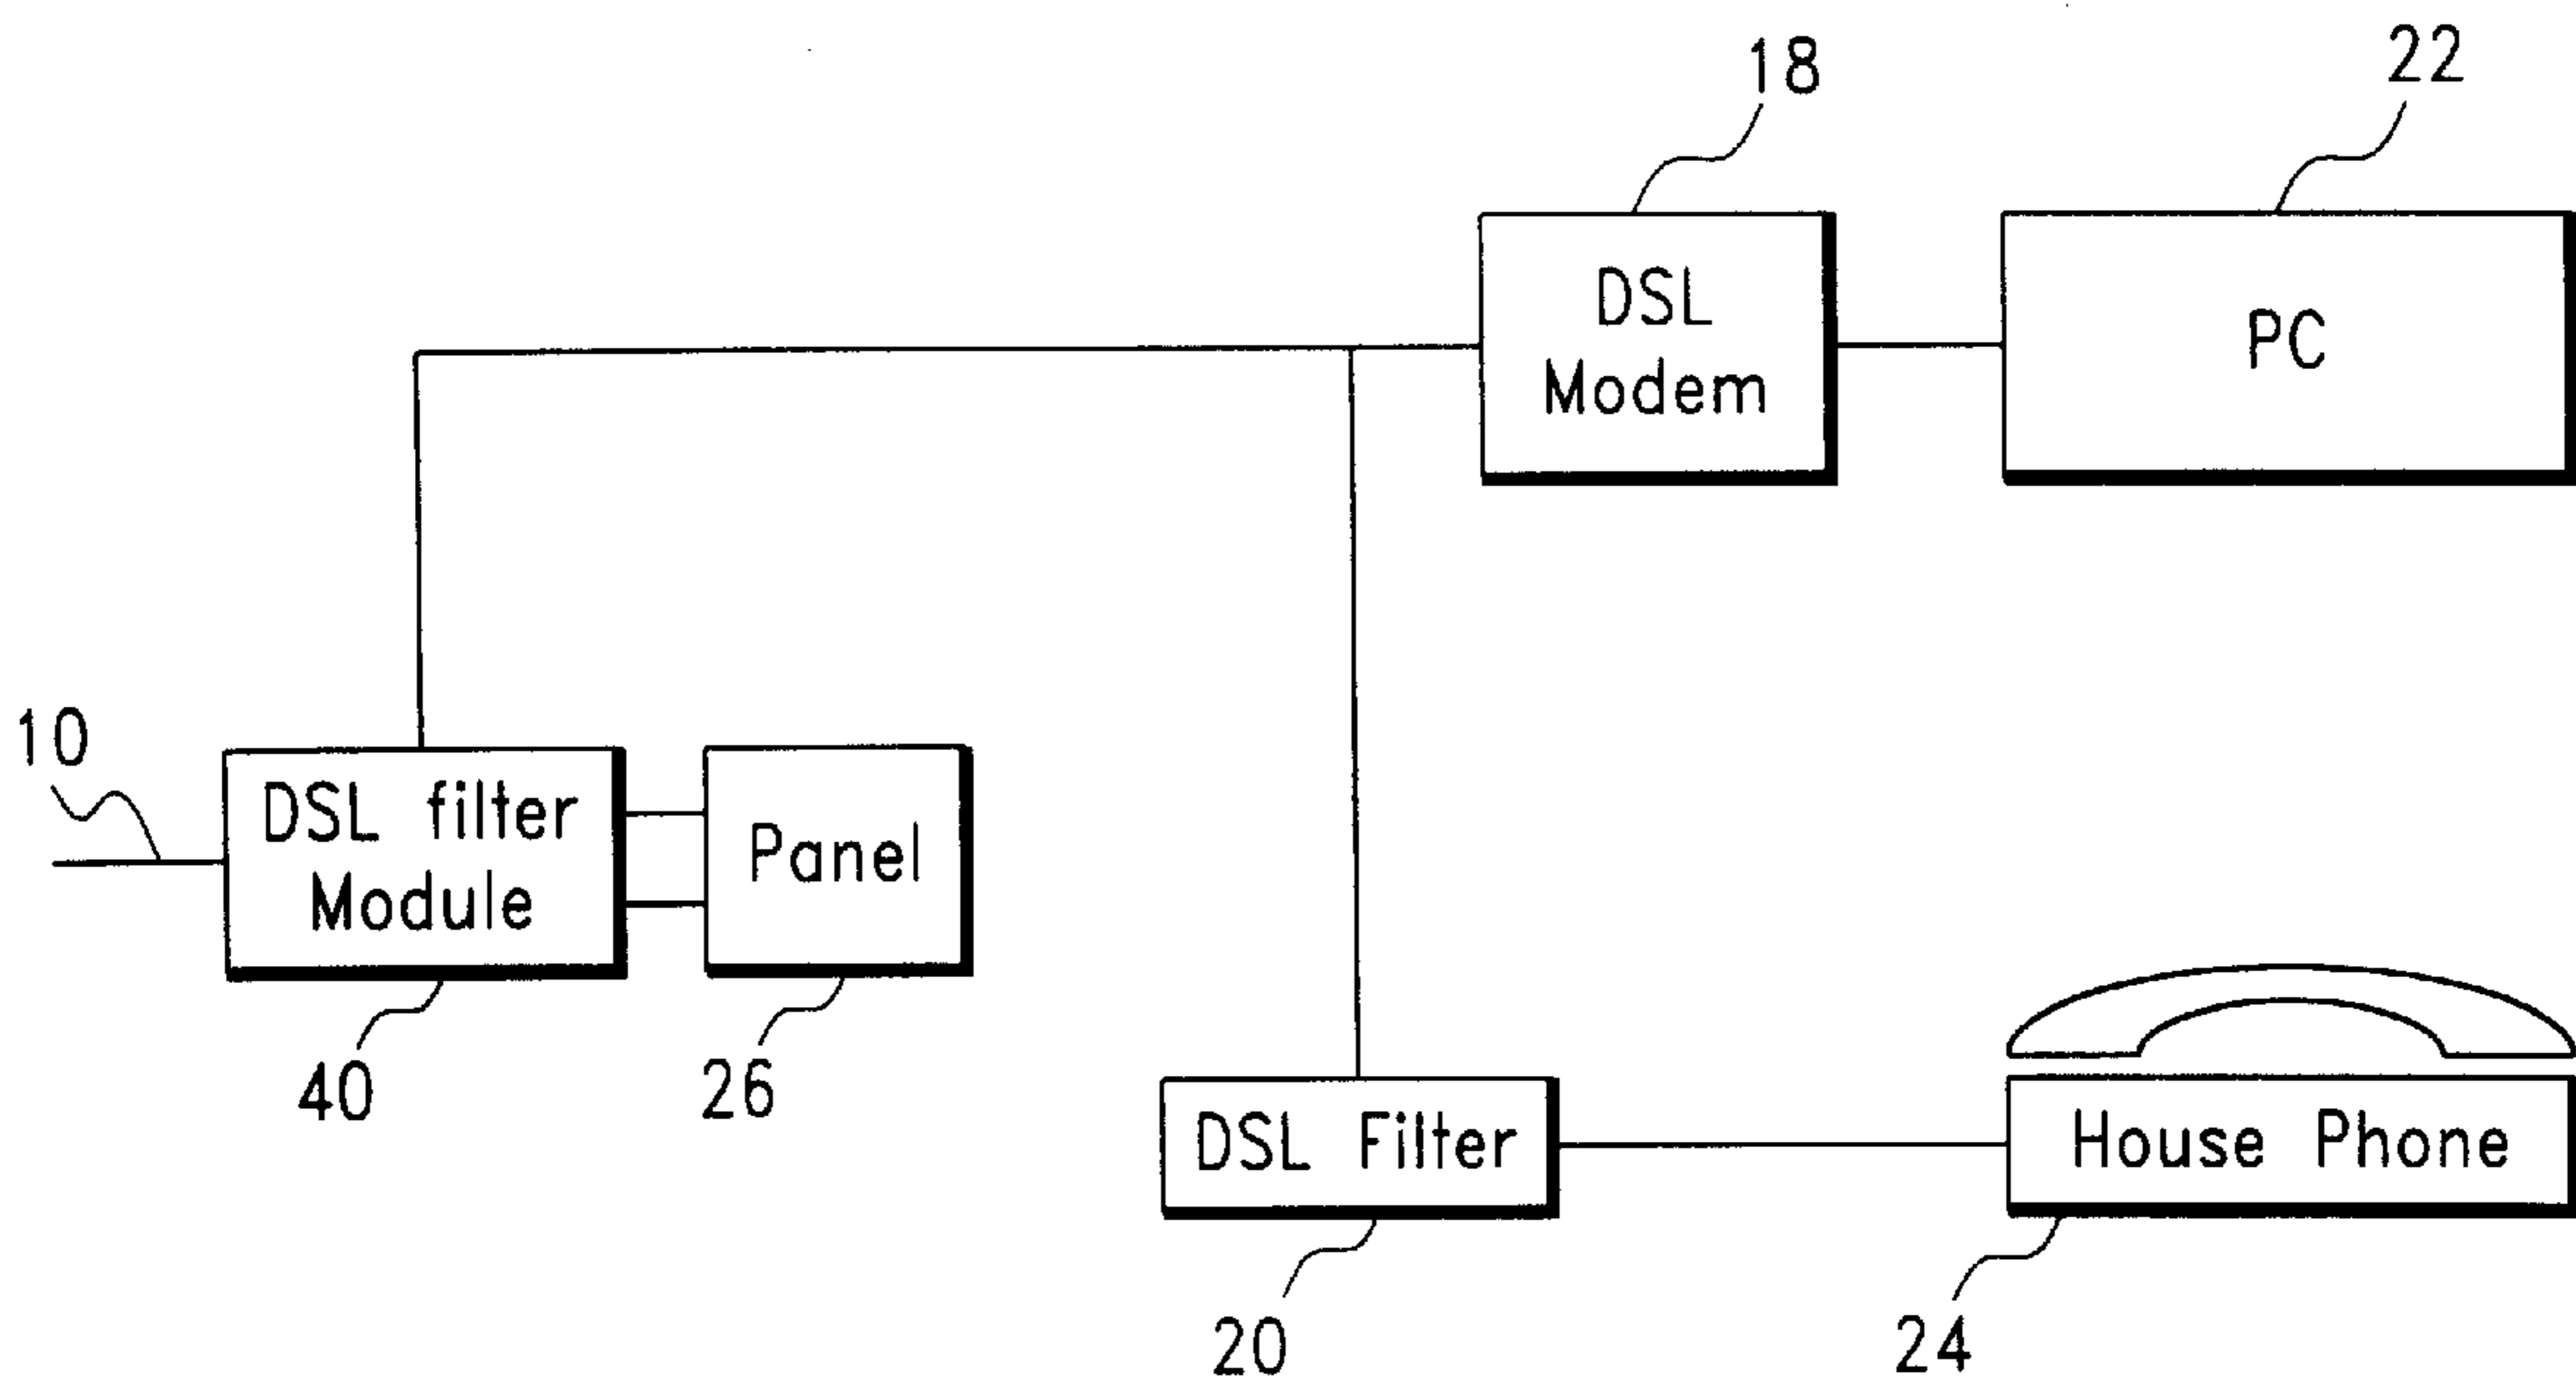 18
22
DSL
Modem
PC
10
DSL filter
Module
Panel
40
26
DSL Filter
House Phone
20
24